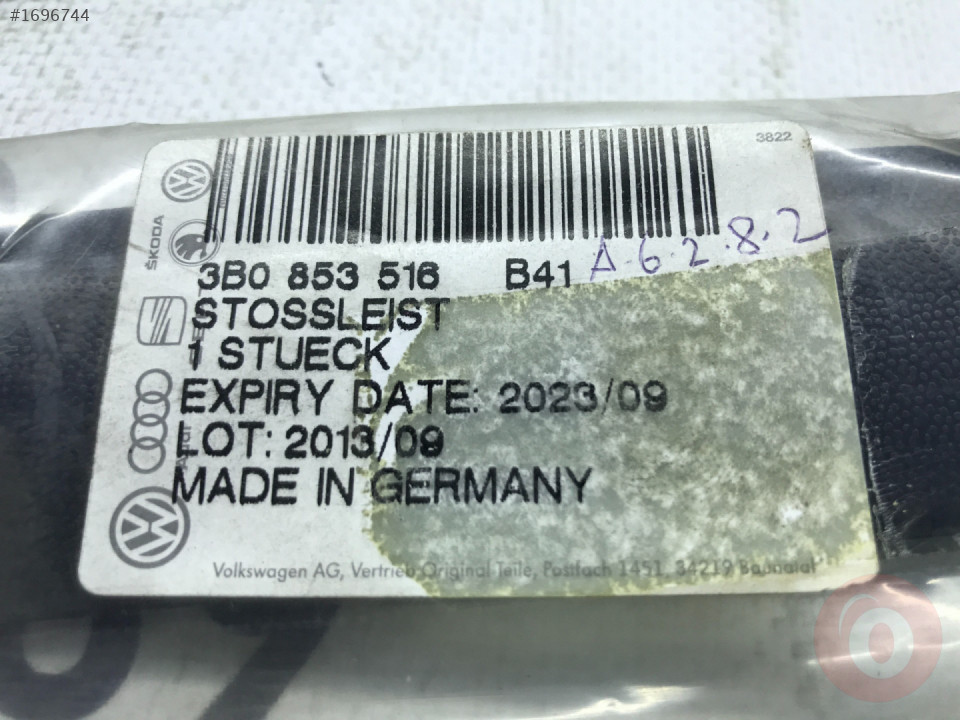 #1696744
3822
ŠKODA
3B0 853 516 B41 A.6.2.8.2
STOSSLEIST
1 STUECK
EXPIRY DATE: 2023/09
LOT: 2013/09
Audi
MADE IN GERMANY
Volkswagen AG, Vertrieb Original Teile, Postfach 1451, 34219 Baunatal